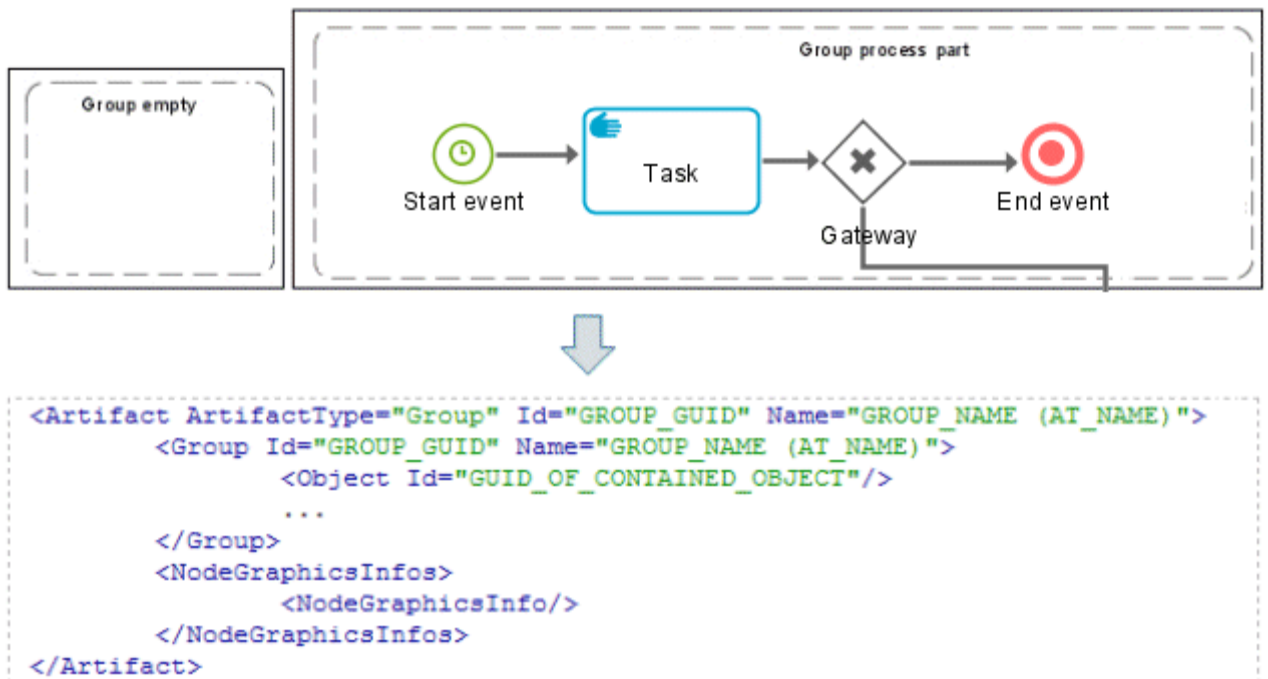 Group process part
Group empty
Task
Start event
End event
Gateway
<Artifact ArtifactType="Group" Id="GROUP_GUID" Name="GROUP_NAME (AT_NAME)">
<Group Id="GROUP_GUID" Name="GROUP_NAME (AT_NAME)">
<Object Id="GUID_OF_CONTAINED_OBJECT"/>
...
</Group>
<NodeGraphicsInfos>
<NodeGraphicsInfo/>
</NodeGraphicsInfos>
</Artifact>